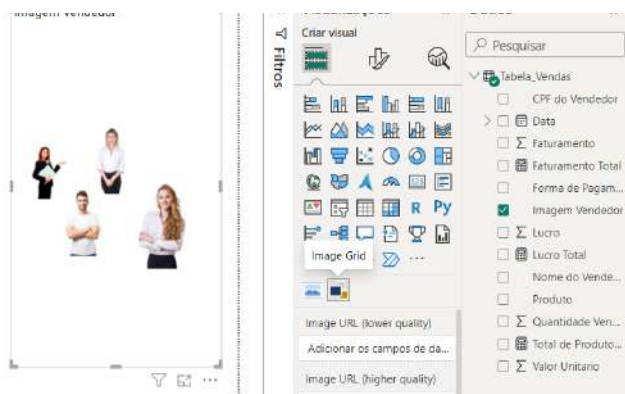 Imagem Vendedor
Filtros
Criar visual
R Py
Image Grid
Image URL (lower quality)
Adicionar os campos de da...
Image URL (higher quality)
Pesquisar
Tabela_Vendas
CPF do Vendedor
Data
Faturamento
Faturamento Total
Forma de Pagam...
Imagem Vendedor
Lucro
Lucro Total
Nome do Vende...
Produto
Quantidade Ven...
Total de Produto...
Valor Unitario